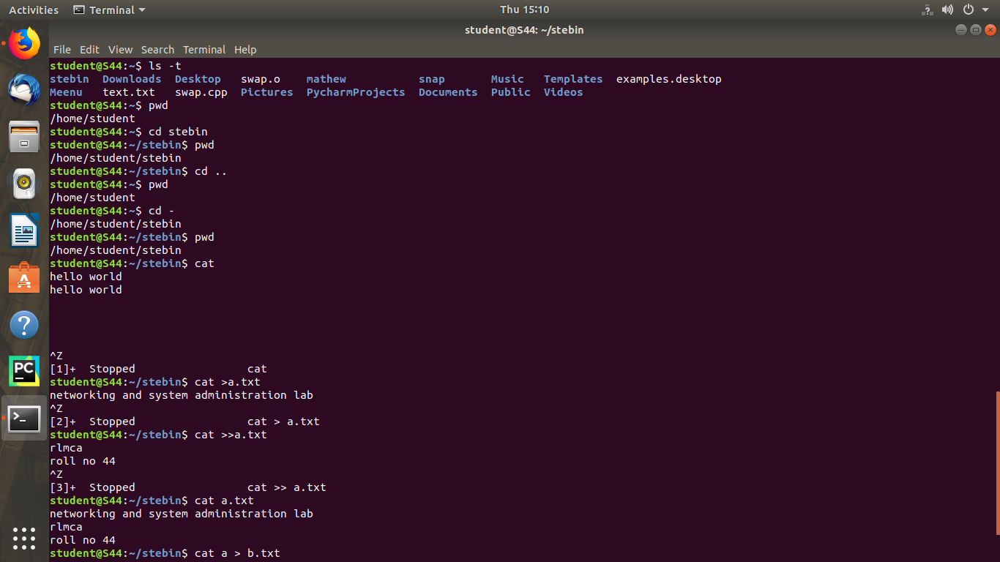 Activities Terminal Thu 15:10
student@S44: ~/stebin
File Edit View Search Terminal Help
student@S44:~$ ls -t
stebin Downloads Desktop swap.o mathew snap Music Templates examples.desktop
Meenu text.txt swap.cpp Pictures PycharmProjects Documents Public Videos
student@S44:~$ pwd
/home/student
student@S44:~$ cd stebin
student@S44:~/stebin$ pwd
/home/student/stebin
student@S44:~/stebin$ cd ..
student@S44:~$ pwd
/home/student
student@S44:~$ cd -
/home/student/stebin
student@S44:~/stebin$ pwd
/home/student/stebin
student@S44:~/stebin$ cat
hello world
hello world
^Z
[1]+ Stopped cat
student@S44:~/stebin$ cat >a.txt
networking and system administration lab
^Z
[2]+ Stopped cat > a.txt
student@S44:~/stebin$ cat >>a.txt
rlmca
roll no 44
^Z
[3]+ Stopped cat >> a.txt
student@S44:~/stebin$ cat a.txt
networking and system administration lab
rlmca
roll no 44
student@S44:~/stebin$ cat a > b.txt
PC